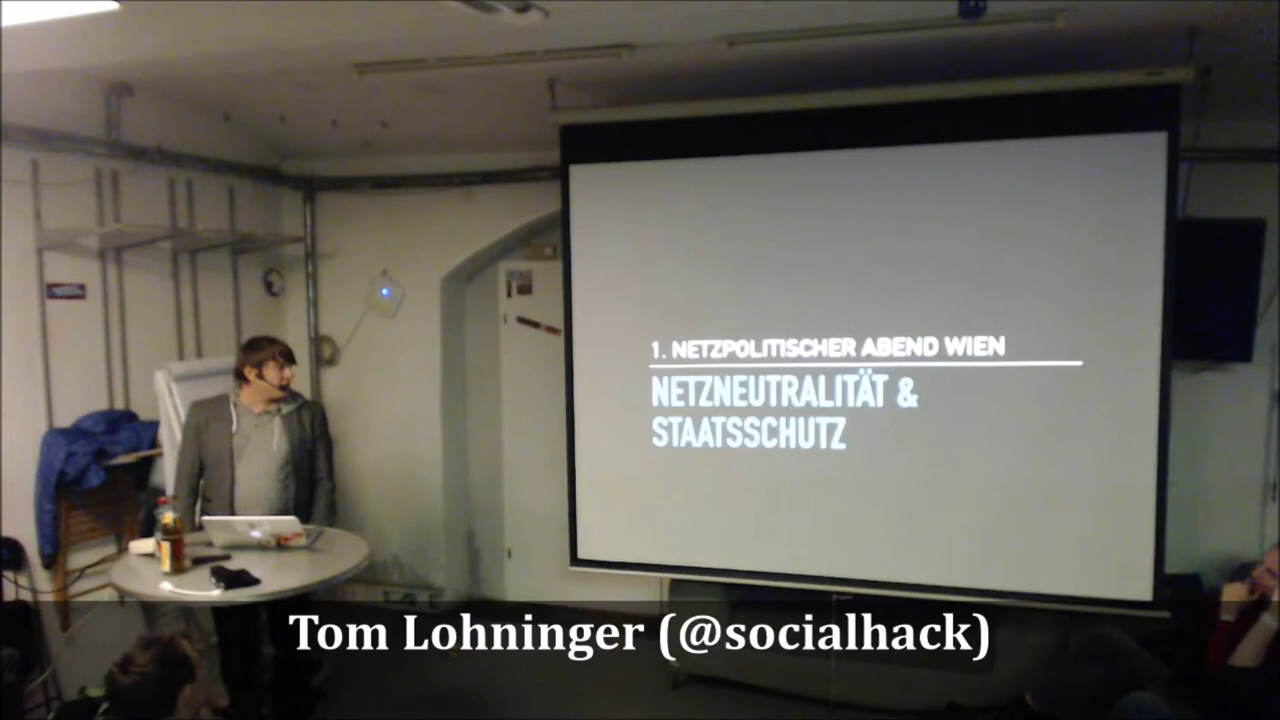 1. NETZPOLITISCHER ABEND WIEN
NETZNEUTRALITÄT &
STAATSSCHUTZ
Tom Lohninger (@socialhack)